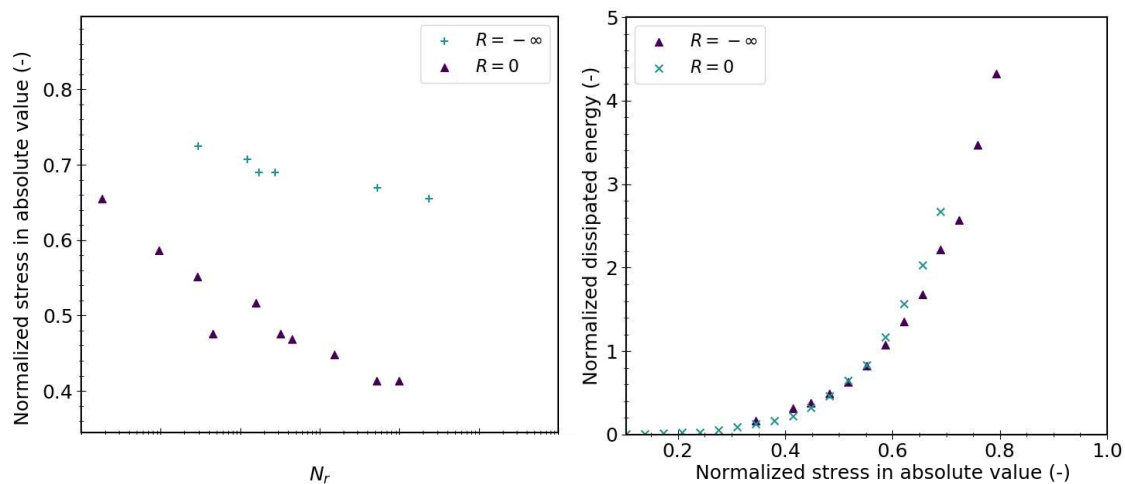 R = −∞
R = 0
0.8
0.7
0.6
0.5
0.4
Normalized stress in absolute value (-)
N_r
R = −∞
R = 0
5
4
3
2
1
0
Normalized dissipated energy (-)
0.2 0.4 0.6 0.8 1.0
Normalized stress in absolute value (-)